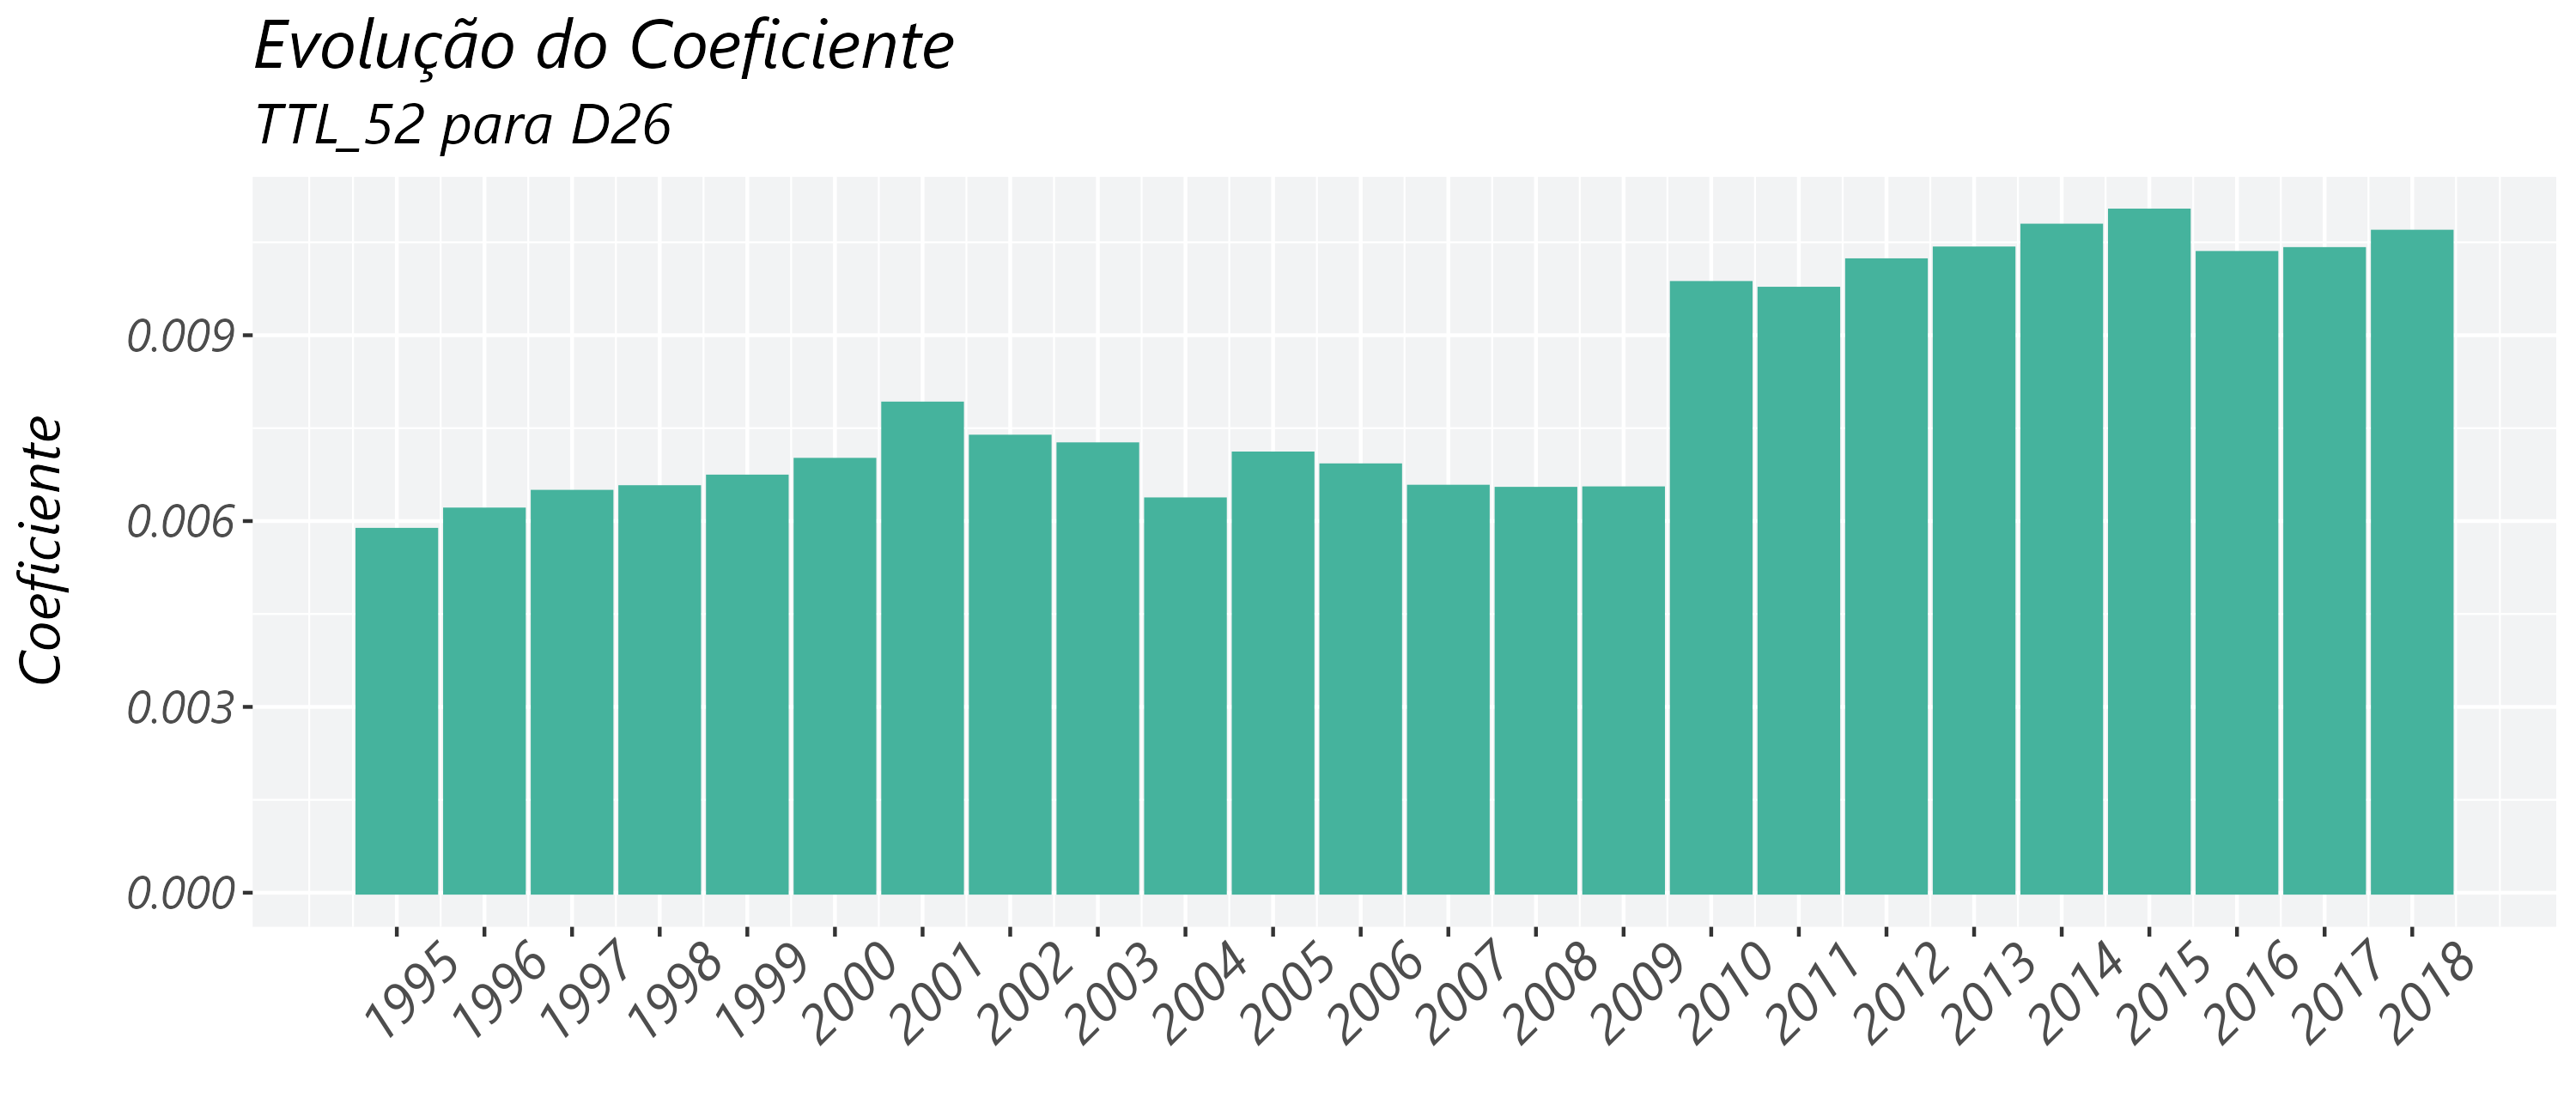 Evolução do Coeficiente
TTL_52 para D26
Coeficiente
0.009
0.006
0.003
0.000
1995 1996 1997 1998 1999 2000 2001 2002 2003 2004 2005 2006 2007 2008 2009 2010 2011 2012 2013 2014 2015 2016 2017 2018